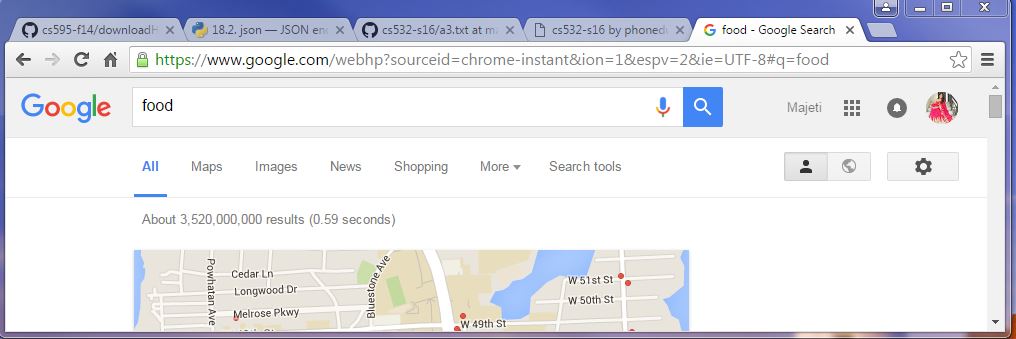 cs595-f14/download
18.2. json — JSON enc
cs532-s16/a3.txt at ma
cs532-s16 by phoned
food - Google Search
https://www.google.com/webhp?sourceid=chrome-instant&ion=1&espv=2&ie=UTF-8#q=food
Google
food
Majeti
All Maps Images News Shopping More Search tools
About 3,520,000,000 results (0.59 seconds)
Powhatan Ave
Cedar Ln
Longwood Dr
Melrose Pkwy
Bluestone Ave
W 49th St
W 51st St
W 50th St